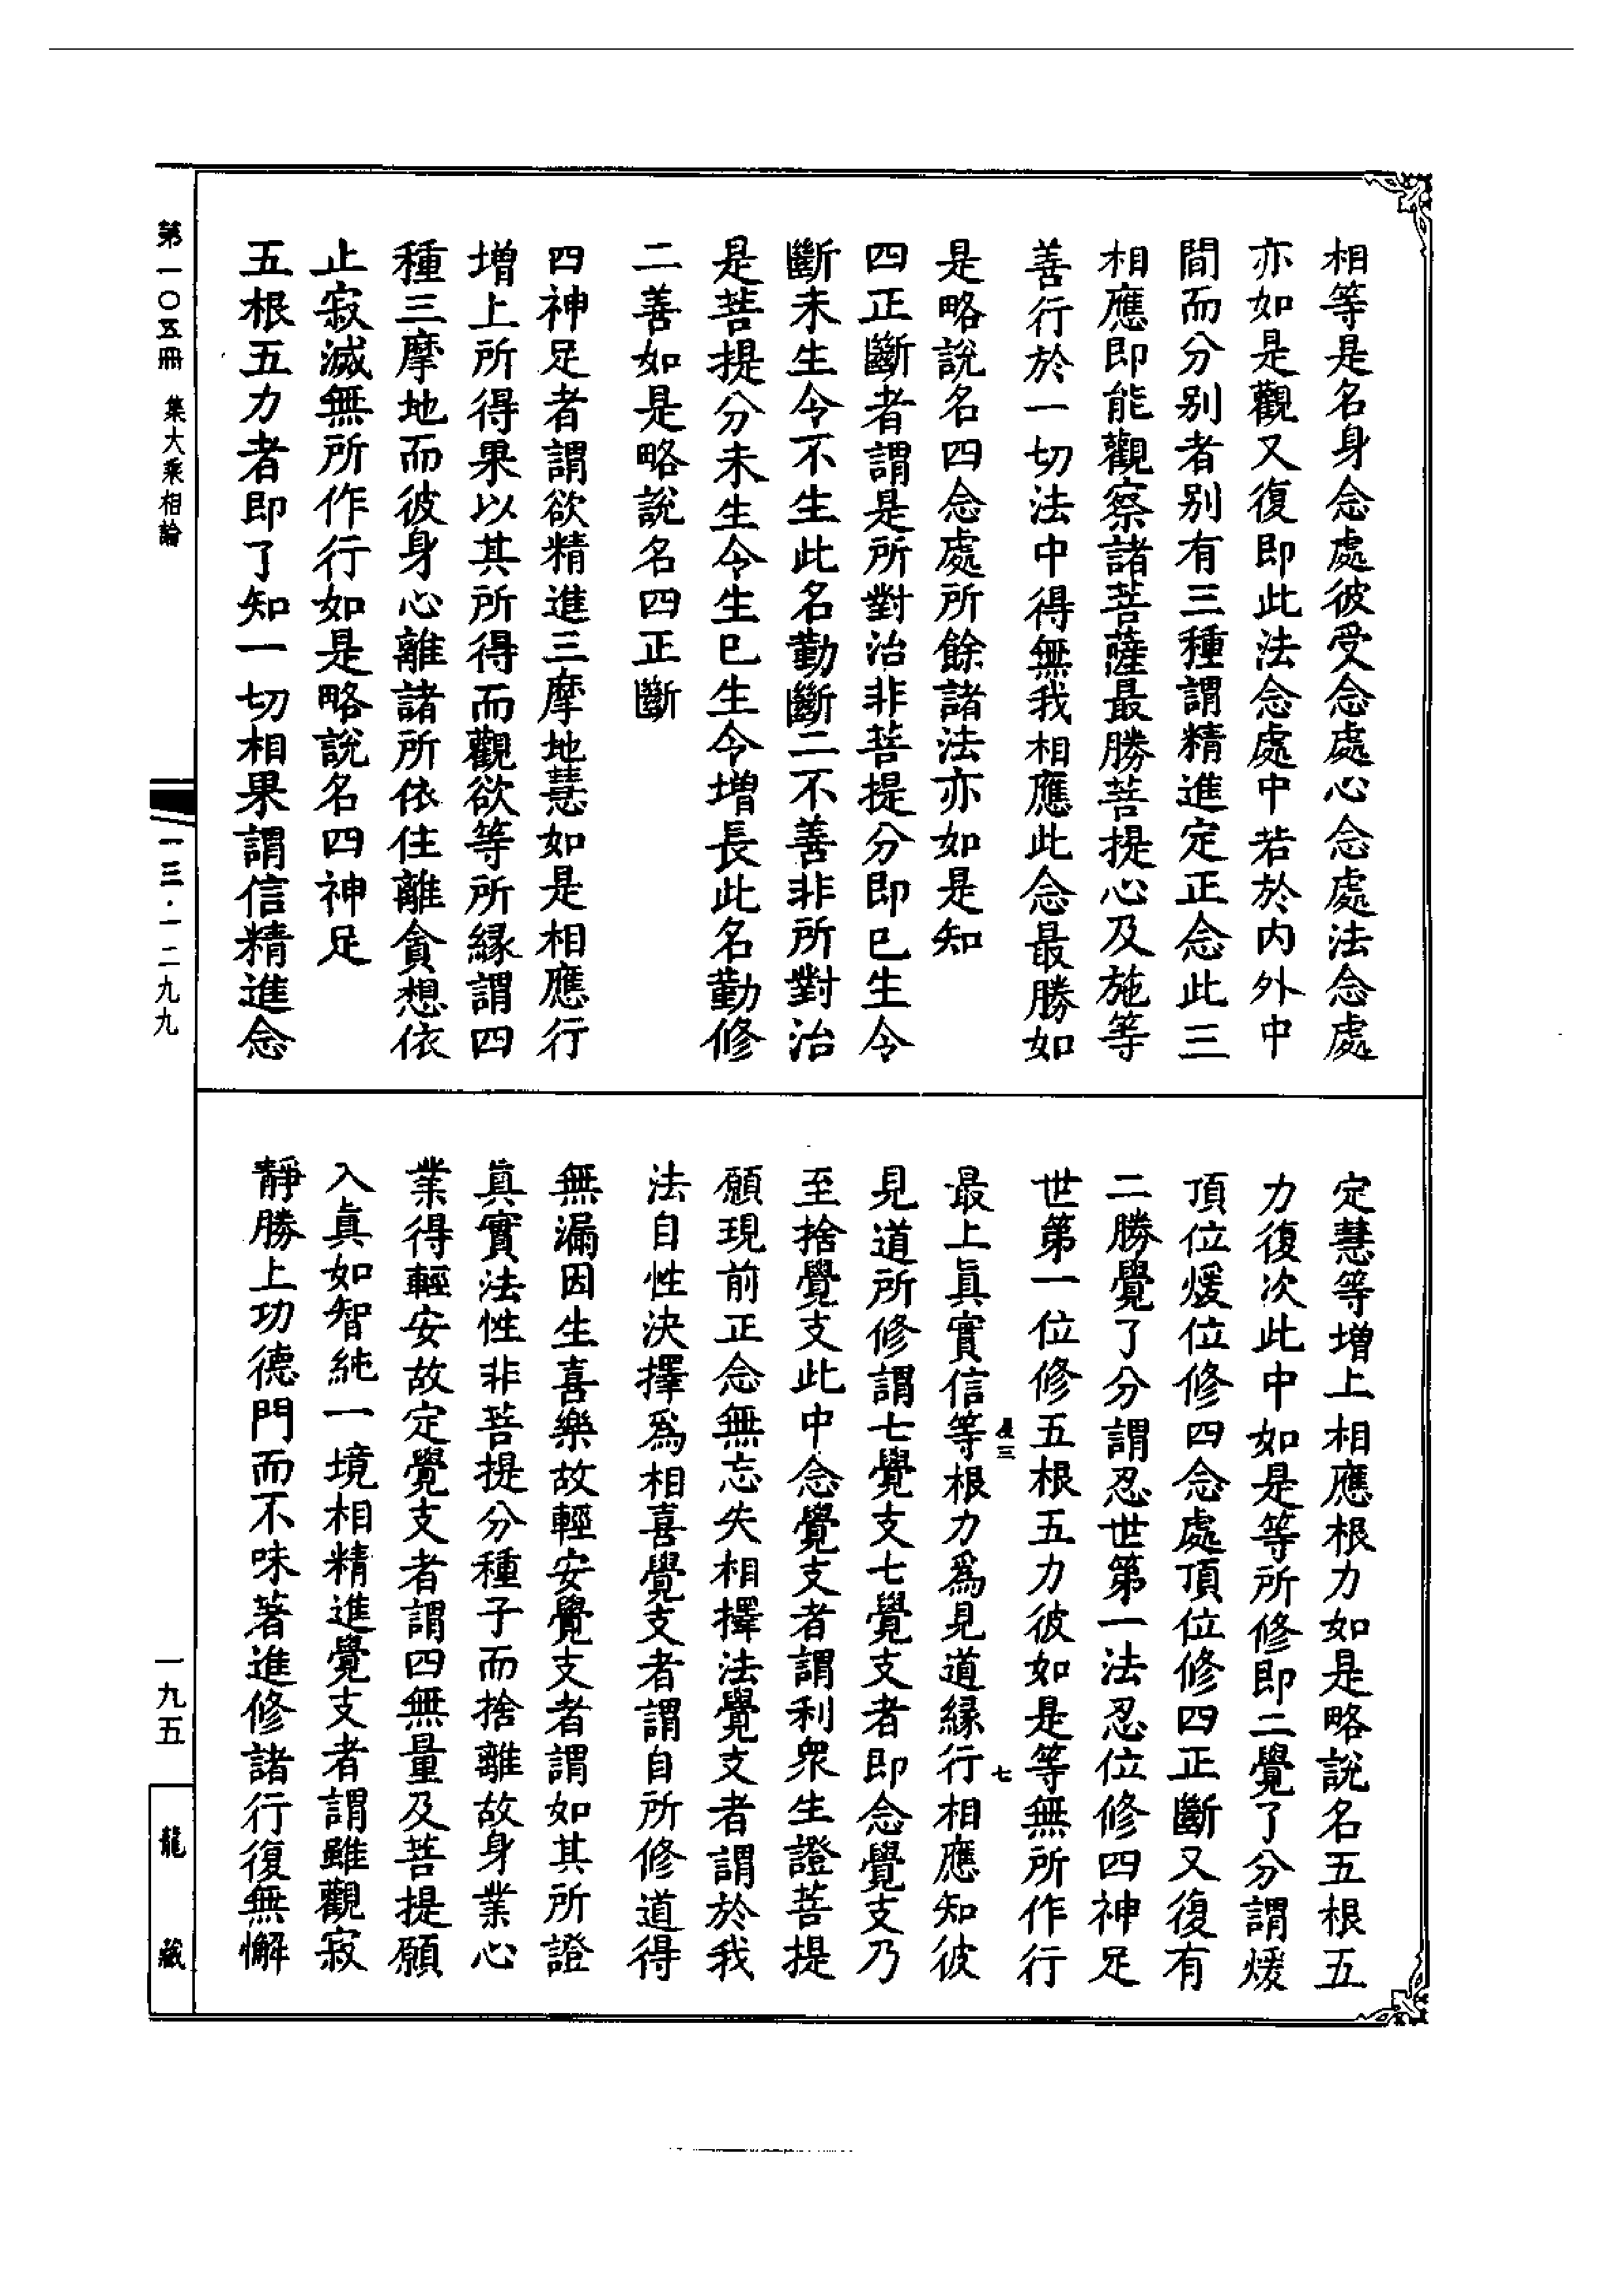 相等是名身念處彼受念處心念處法念處
亦如是觀又復即此法念處中若於内外中
間而分别者别有三種謂精進定正念此三
相應即能觀察諸菩薩最勝菩提心及施等
善行於一切法中得無我相應此念最勝如
是略說名四念處所餘諸法亦如是知
四正斷者謂是所對治非菩提分即已生令
斷未生令不生此名勤斷二不善非所對治
是菩提分未生令生已生令增長此名勤修
二善如是略說名四正斷
四神足者謂欲精進三摩地慧如是相應行
增上所得果以其所得而觀欲等所緣謂四
種三摩地而彼身心離諸所依住離貪想依
止寂滅無所作行如是略說名四神足
五根五力者即了知一切相果謂信精進念
定慧等增上相應根力如是略說名五根五
力復次此中如是等所修即二覺了分謂煖
頂位煖位修四念處頂位修四正斷又復有
二勝覺了分謂忍世第一法忍位修四神足
世第一位修五根五力彼如是等無所作行
最上眞實信等根力爲見道緣行相應知彼
見道所修謂七覺支七覺支者即念覺支乃
至捨覺支此中念覺支者謂利衆生證菩提
願現前正念無忘失相擇法覺支者謂於我
法自性決擇爲相喜覺支者謂自所修道得
無漏因生喜樂故輕安覺支者謂如其所證
眞實法性非菩提分種子而捨離故身業心
業得輕安故定覺支者謂四無量及菩提願
入眞如智純一境相精進覺支者謂雖觀寂
靜勝上功德門而不味著進修諸行復無懈
三
七
第一〇五冊 集大乘相論
一三·一二九九
一九五
龍藏